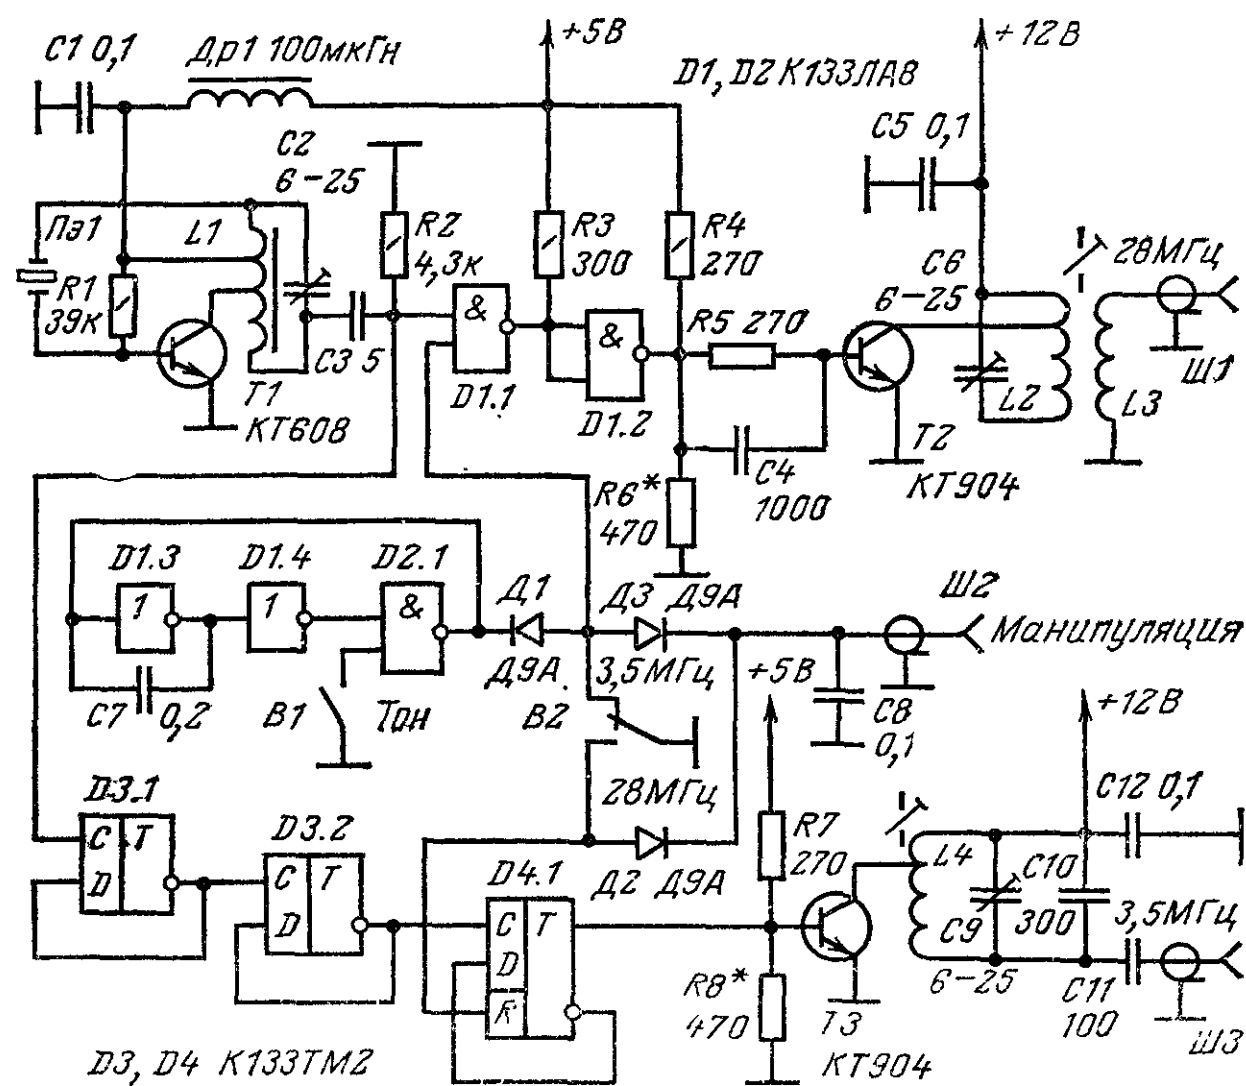 С1 0,1
Др1 100мкГн
+5В
D1, D2 К133ЛА8
+12В
С2
6-25
С5 0,1
Пэ1
L1
R1
39к
R2
4,3к
R3
300
R4
270
С6
6-25
28МГц
&
&
R5 270
С3 5
D1.1
D1.2
Т1
КТ608
Т2
КТ904
L2
L3
Ш1
R6*
470
С4
1000
D1.3
D1.4
D2.1
1
1
&
Д1
Д9А
Д3 Д9А
Ш2
Манипуляция
3,5МГц
+5В
С7 0,2
В1
Тон
В2
С8
0,1
+12В
28МГц
D3.1
С Т
D
D3.2
С Т
D
D4.1
С Т
D
R
Д2 Д9А
R7
270
L4
С10
300
С12 0,1
С9
6-25
3,5МГц
R8*
470
Т3
КТ904
С11
100
Ш3
D3, D4 К133ТМ2